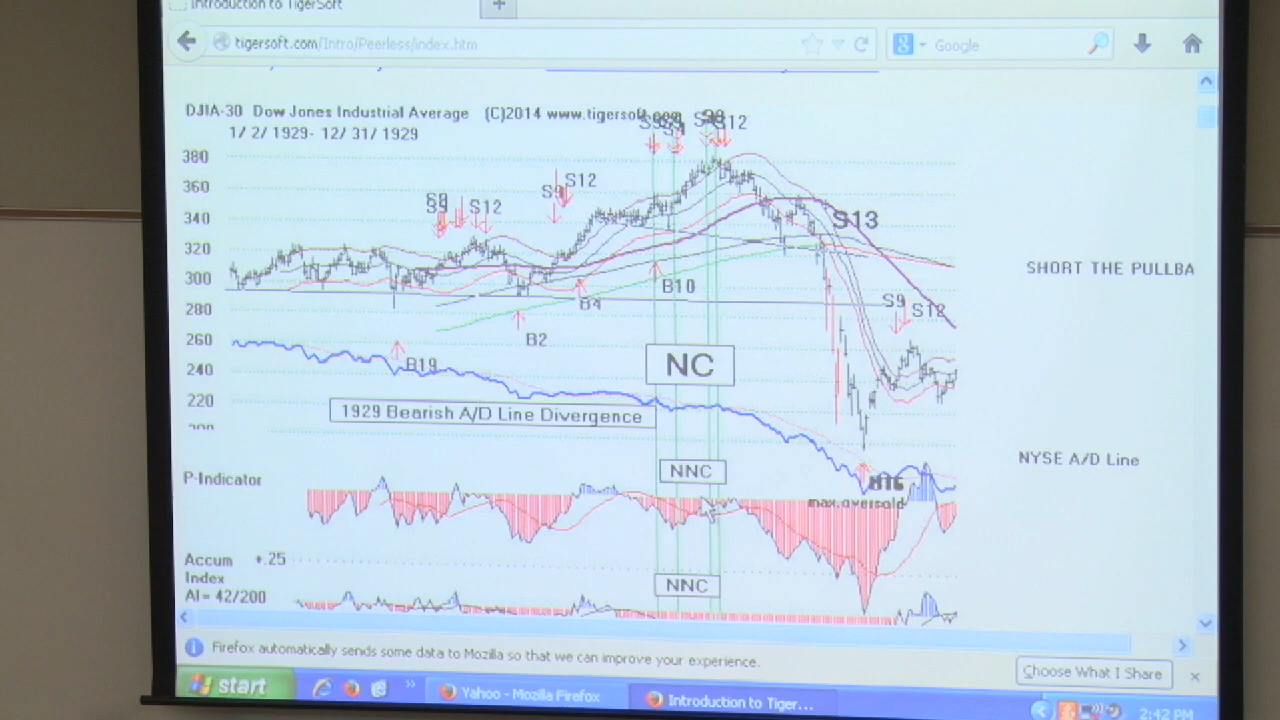 Introduction to TigerSoft
tigersoft.com/Intro/Peerless/index.htm
Google
DJIA-30 Dow Jones Industrial Average (C)2014 www.tigersoft.com
1/ 2/ 1929- 12/ 31/ 1929
S12
380
360
S12
S9
340
S12
S13
320
300
SHORT THE PULLBA
B10
280
B4
S9
S12
260
B2
240
B19
NC
220
1929 Bearish A/D Line Divergence
NYSE A/D Line
NNC
P-Indicator
max.oversold
Accum +.25
Index
NNC
AI= 42/200
Firefox automatically sends some data to Mozilla so that we can improve your experience.
Choose What I Share
start
Yahoo - Mozilla Firefox
Introduction to Tiger...
2:42 PM